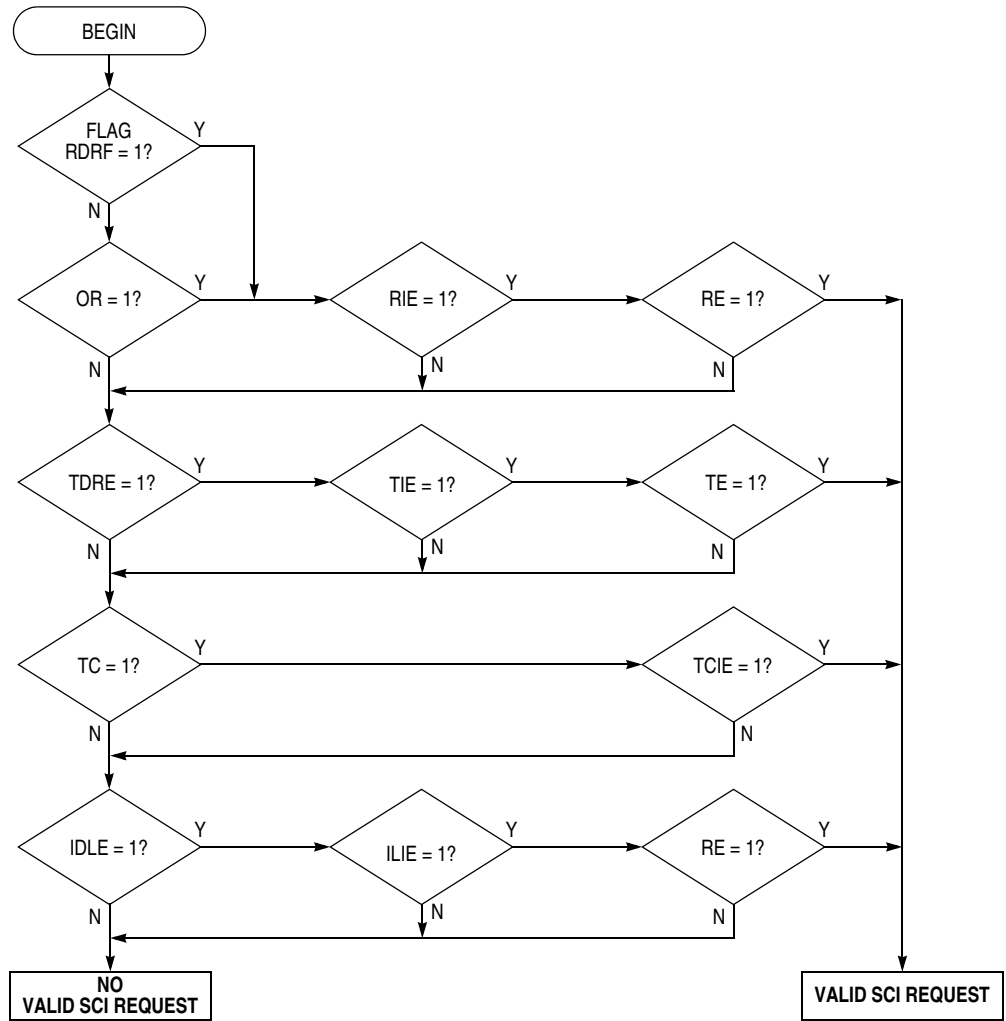 BEGIN
FLAG
RDRF = 1?
Y
N
OR = 1?
Y
RIE = 1?
Y
RE = 1?
Y
N
N
N
TDRE = 1?
Y
TIE = 1?
Y
TE = 1?
Y
N
N
N
TC = 1?
Y
TCIE = 1?
Y
N
N
IDLE = 1?
Y
ILIE = 1?
Y
RE = 1?
Y
N
N
N
NO
VALID SCI REQUEST
VALID SCI REQUEST